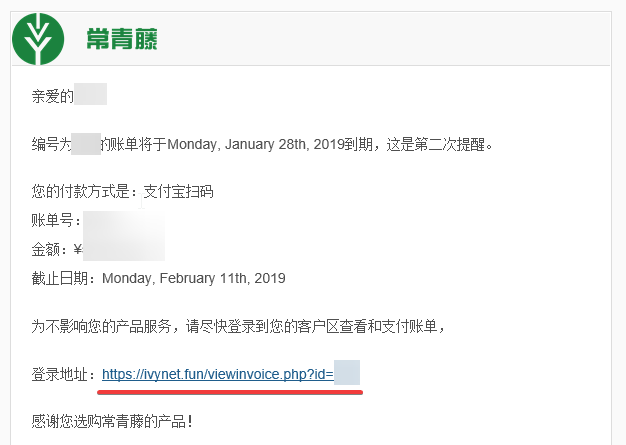 常青藤
亲爱的
编号为的账单将于Monday, January 28th, 2019到期，这是第二次提醒。
您的付款方式是：支付宝扫码
账单号：
金额：¥
截止日期：Monday, February 11th, 2019
为不影响您的产品服务，请尽快登录到您的客户区查看和支付账单，
登录地址：https://ivynet.fun/viewinvoice.php?id=
感谢您选购常青藤的产品！